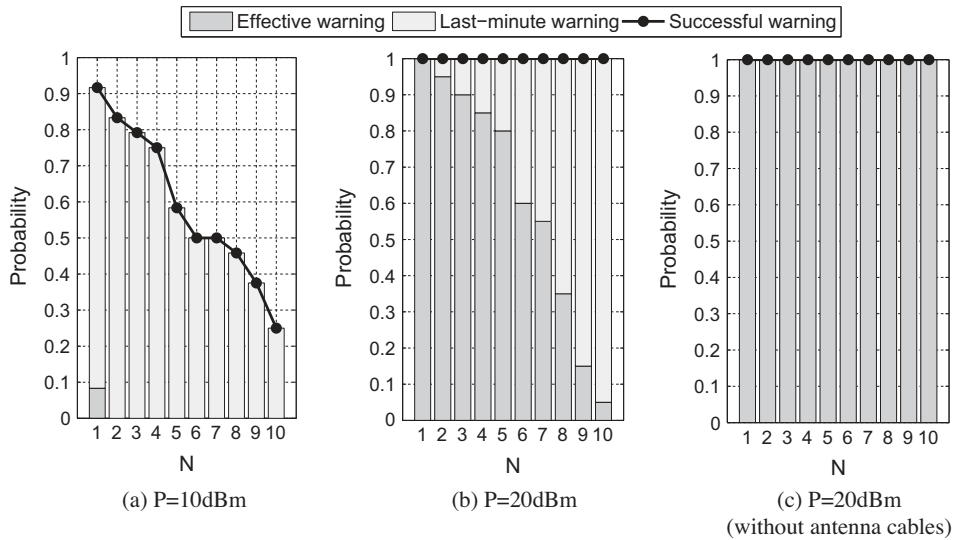 Effective warning Last−minute warning Successful warning
1
0.9
0.8
0.7
0.6
0.5
0.4
0.3
0.2
0.1
0
Probability
1 2 3 4 5 6 7 8 9 10
N
(a) P=10dBm
1
0.9
0.8
0.7
0.6
0.5
0.4
0.3
0.2
0.1
0
Probability
1 2 3 4 5 6 7 8 9 10
N
(b) P=20dBm
1
0.9
0.8
0.7
0.6
0.5
0.4
0.3
0.2
0.1
0
Probability
1 2 3 4 5 6 7 8 9 10
N
(c) P=20dBm
(without antenna cables)